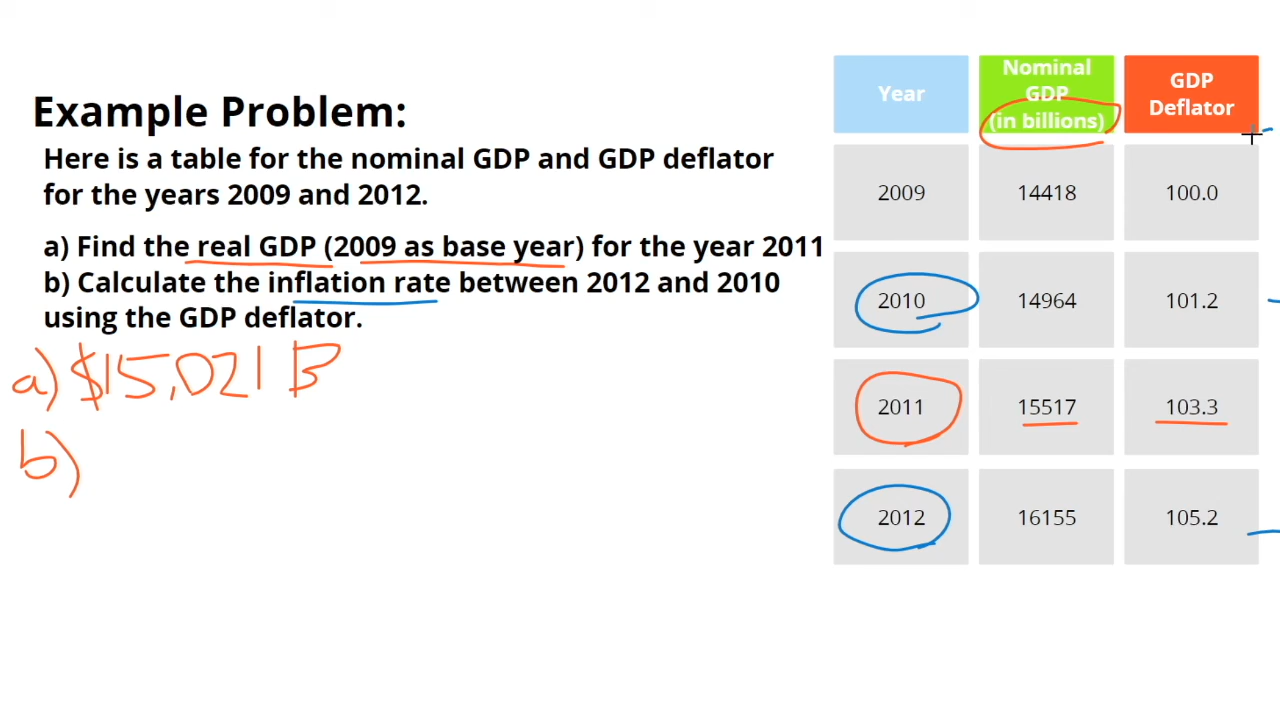 Example Problem:
Here is a table for the nominal GDP and GDP deflator
for the years 2009 and 2012.
a) Find the real GDP (2009 as base year) for the year 2011
b) Calculate the inflation rate between 2012 and 2010
using the GDP deflator.
a) $15,021 B
b)
Year
Nominal
GDP
(in billions)
GDP
Deflator
2009 14418 100.0
2010 14964 101.2
2011 15517 103.3
2012 16155 105.2